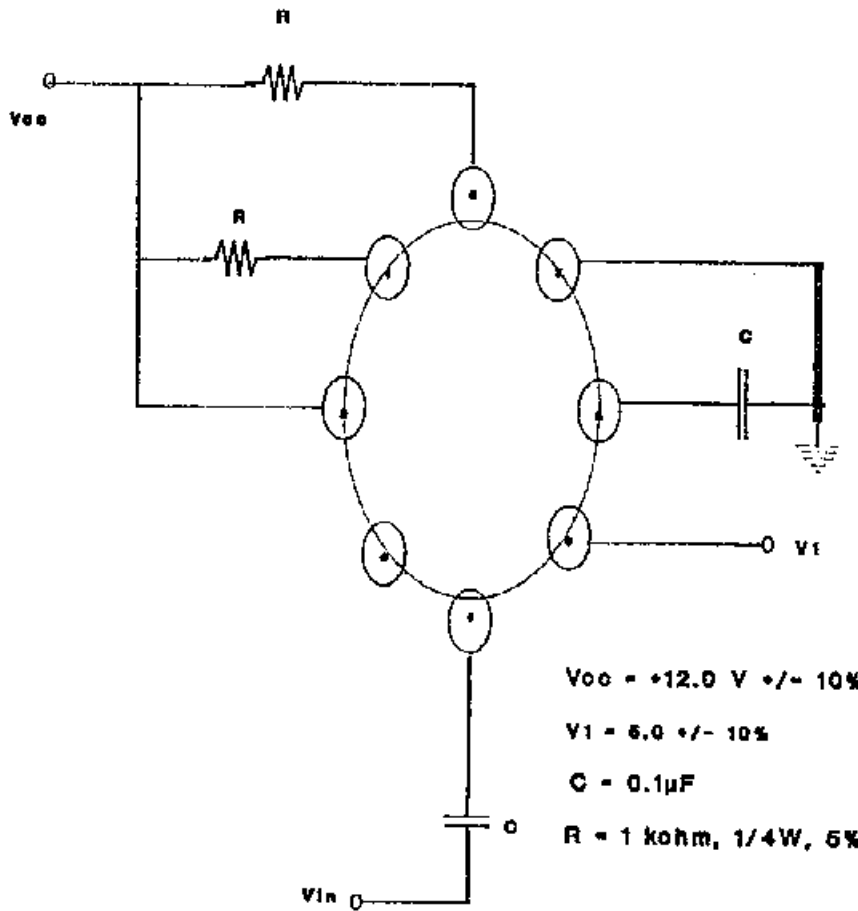 R
Vcc
R
C
V1
Vcc = +12.0 V +/- 10%
V1 = 6.0 +/- 10%
C = 0.1µF
C
R = 1 kohm, 1/4W, 5%
Vin